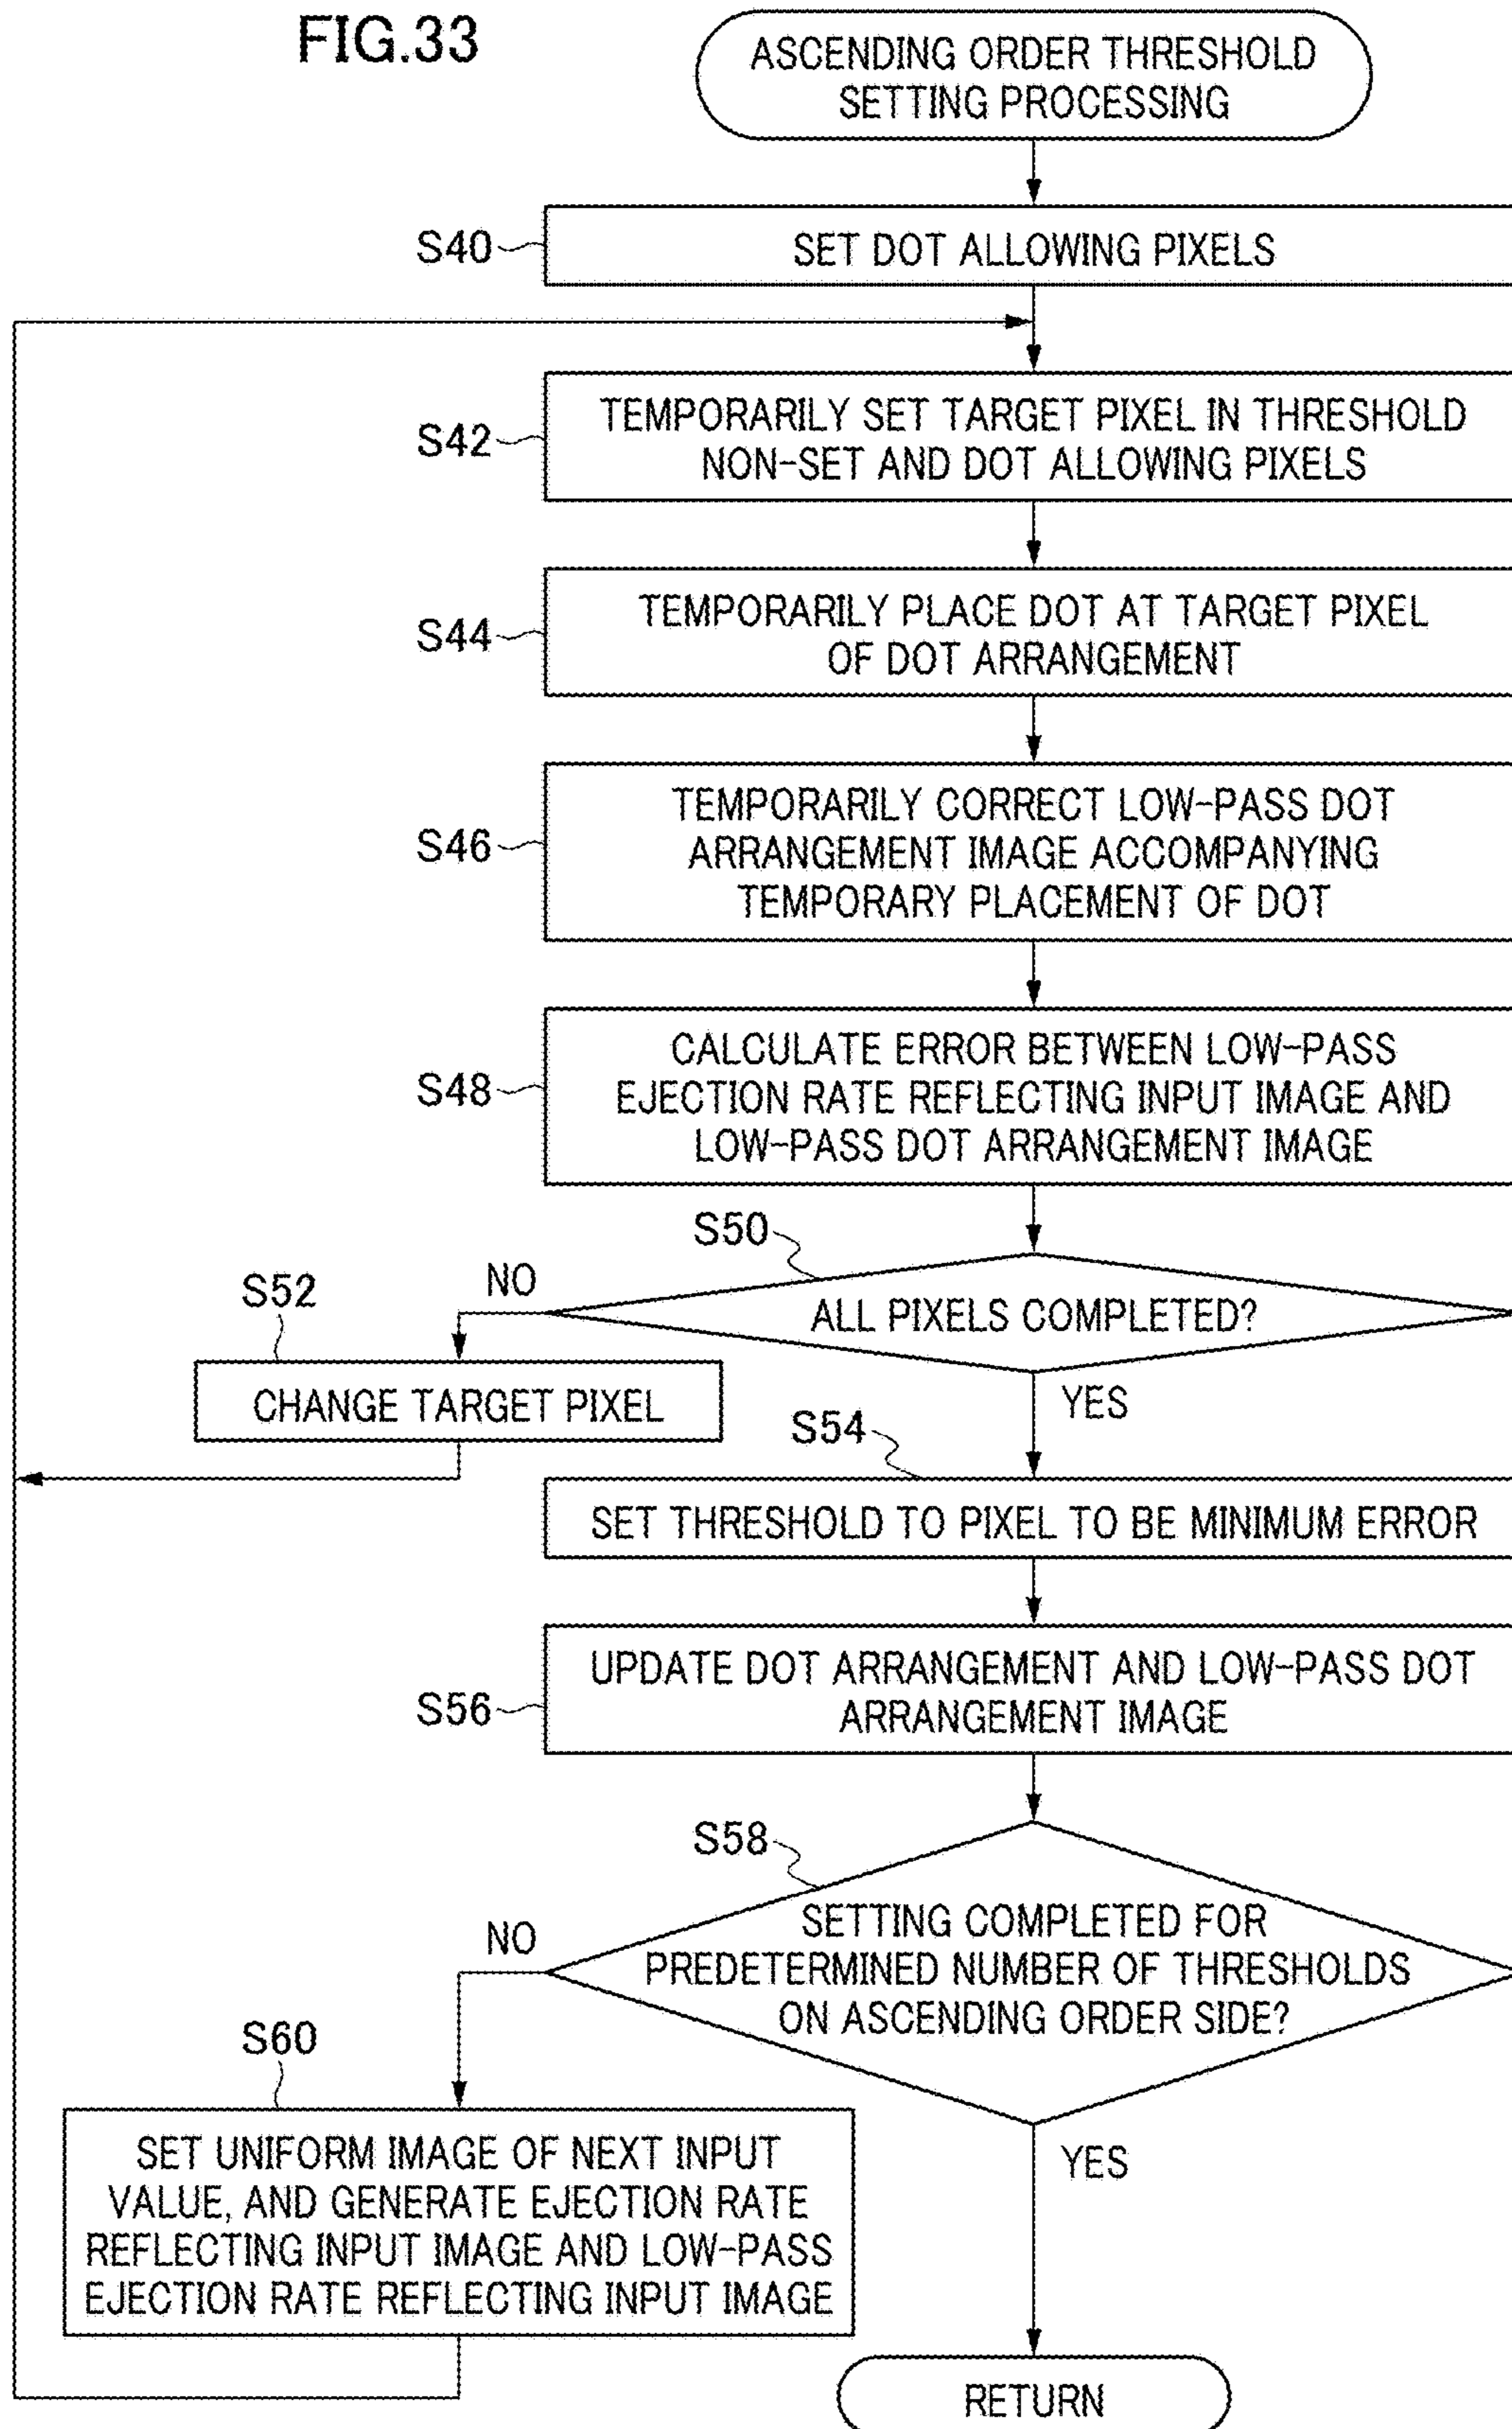 FIG.33
ASCENDING ORDER THRESHOLD
SETTING PROCESSING
S40
SET DOT ALLOWING PIXELS
S42
TEMPORARILY SET TARGET PIXEL IN THRESHOLD
NON-SET AND DOT ALLOWING PIXELS
S44
TEMPORARILY PLACE DOT AT TARGET PIXEL
OF DOT ARRANGEMENT
S46
TEMPORARILY CORRECT LOW-PASS DOT
ARRANGEMENT IMAGE ACCOMPANYING
TEMPORARY PLACEMENT OF DOT
S48
CALCULATE ERROR BETWEEN LOW-PASS
EJECTION RATE REFLECTING INPUT IMAGE AND
LOW-PASS DOT ARRANGEMENT IMAGE
S50
ALL PIXELS COMPLETED?
NO
S52
CHANGE TARGET PIXEL
YES
S54
SET THRESHOLD TO PIXEL TO BE MINIMUM ERROR
S56
UPDATE DOT ARRANGEMENT AND LOW-PASS DOT
ARRANGEMENT IMAGE
S58
SETTING COMPLETED FOR
PREDETERMINED NUMBER OF THRESHOLDS
ON ASCENDING ORDER SIDE?
NO
S60
SET UNIFORM IMAGE OF NEXT INPUT
VALUE, AND GENERATE EJECTION RATE
REFLECTING INPUT IMAGE AND LOW-PASS
EJECTION RATE REFLECTING INPUT IMAGE
YES
RETURN